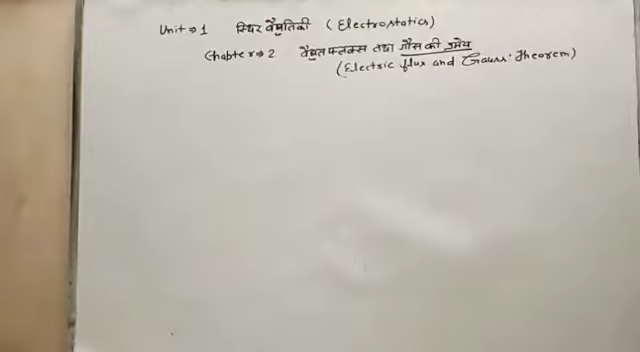 Unit ⇒ 1 स्थिर वैद्युतिकी (Electrostatics)
Chapter ⇒ 2 वैद्युत फ्लक्स तथा गौस की प्रमेय
(Electric flux and Gauss' Theorem)